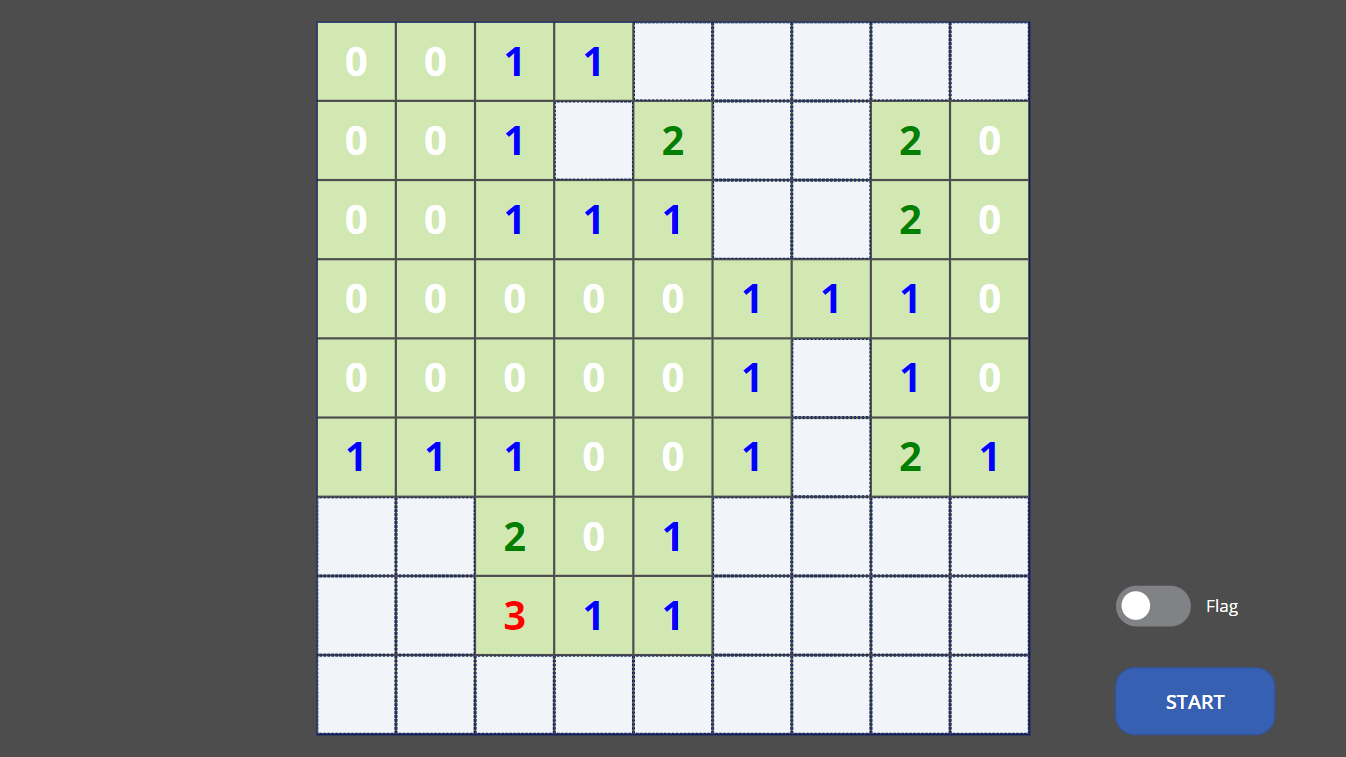 0 0 1 1
0 0 1 2 2 0
0 0 1 1 1 2 0
0 0 0 0 0 1 1 1 0
0 0 0 0 0 1 1 0
1 1 1 0 0 1 2 1
2 0 1
3 1 1
Flag
START